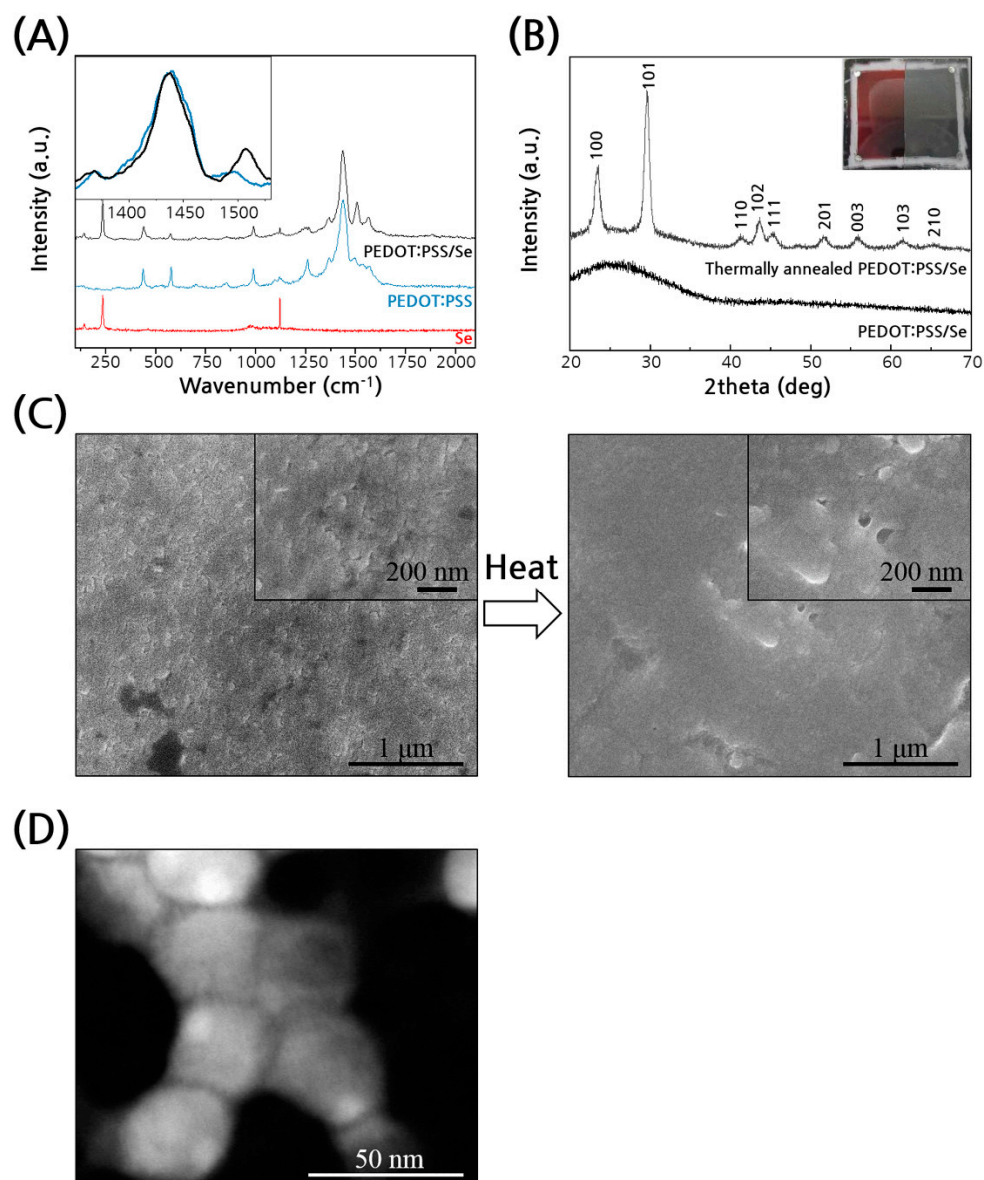 (A)
Intensity (a.u.)
1400 1450 1500
PEDOT:PSS/Se
PEDOT:PSS
Se
250 500 750 1000 1250 1500 1750 2000
Wavenumber (cm⁻¹)
(B)
Intensity (a.u.)
100
101
110
102
111
201
003
103
210
Thermally annealed PEDOT:PSS/Se
PEDOT:PSS/Se
20 30 40 50 60 70
2theta (deg)
(C)
200 nm
1 μm
Heat
200 nm
1 μm
(D)
50 nm